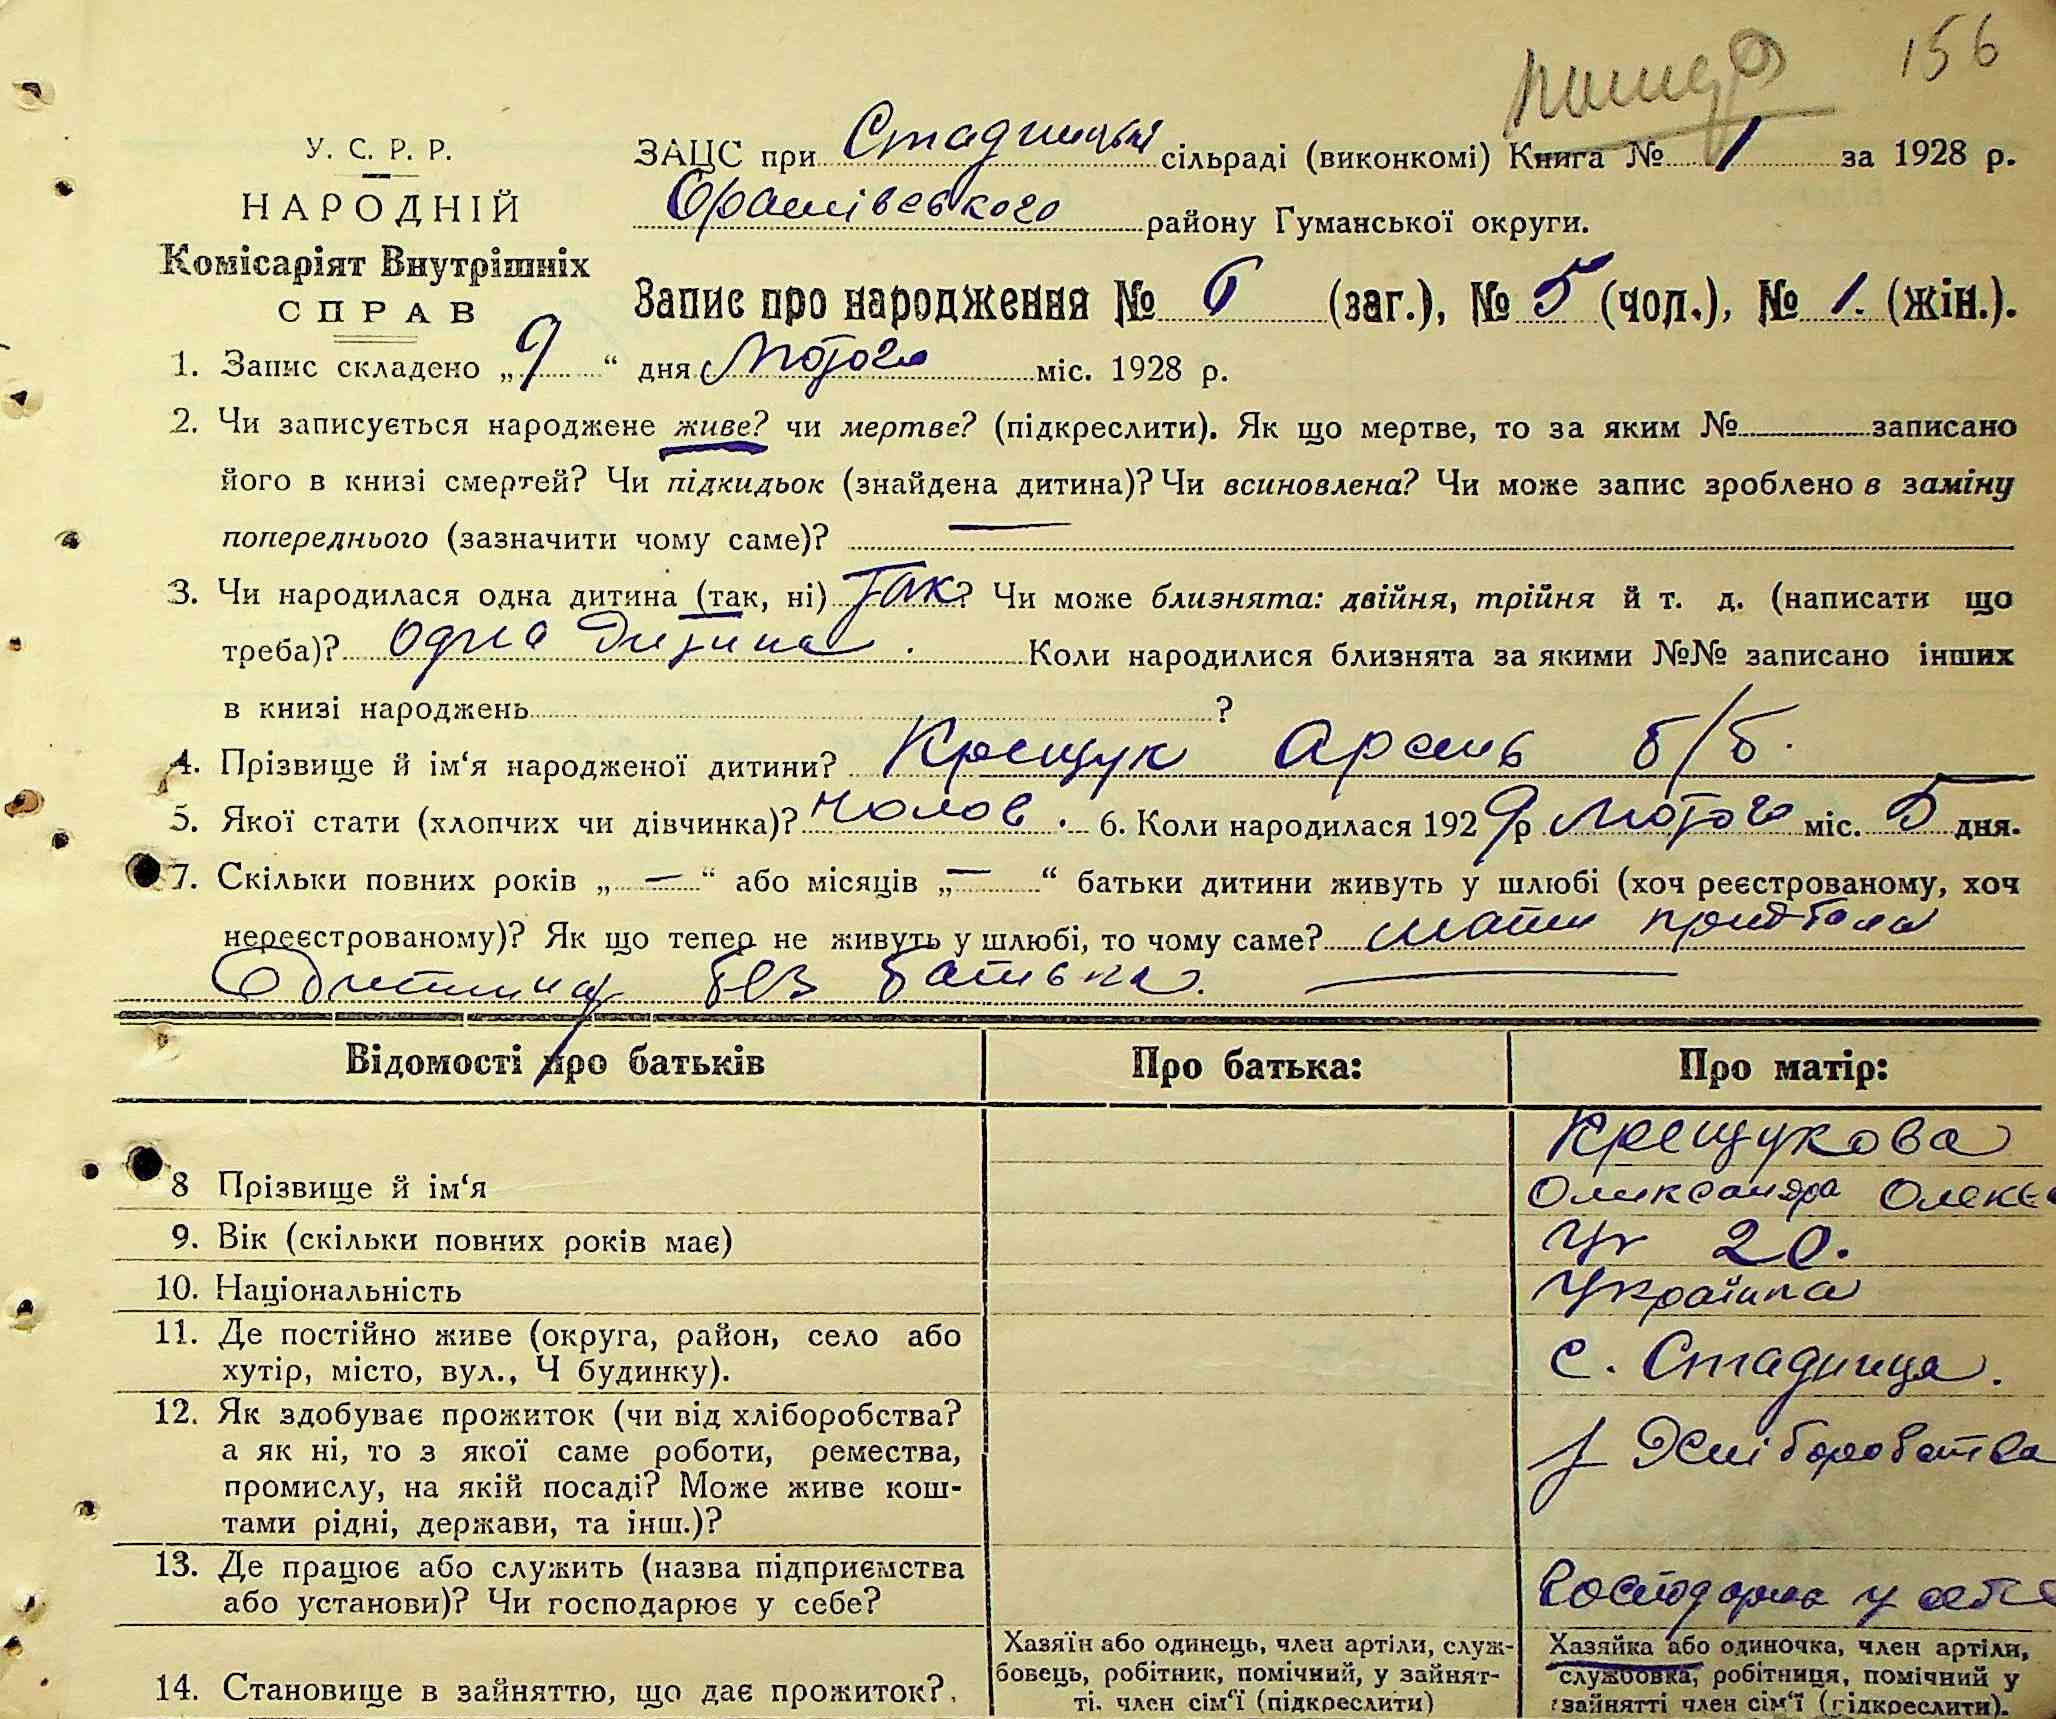 156
У. С. Р. Р.
НАРОДНІЙ
Комісаріят Внутрішніх
СПРАВ
ЗАЦС при Стадницькій сільраді (виконкомі) Книга № 1 за 1928 р.
Оратівського району Гуманської округи.
Запис про народження № 6 (заг.), № 5 (чол.), № 1. (жін.).
1. Запис складено „ 9 “ дня Лютого міс. 1928 р.
2. Чи записується народжене живе? чи мертве? (підкреслити). Як що мертве, то за яким № записано
його в книзі смертей? Чи підкидьок (знайдена дитина)? Чи всиновлена? Чи може запис зроблено в заміну
попереднього (зазначити чому саме)?
3. Чи народилася одна дитина (так, ні) Так? Чи може близнята: двійня, трійня й т. д. (написати що
треба)? одна дитина. Коли народилися близнята за якими №№ записано інших
в книзі народжень ?
4. Прізвище й ім‘я народженої дитини? Крещук Арсень б/б.
5. Якої стати (хлопчих чи дівчинка)? чолов. 6. Коли народилася 1929 р Лютого міс. 5 дня.
7. Скільки повних років „ — “ або місяців „ — “ батьки дитини живуть у шлюбі (хоч реєстрованому, хоч
нереєстрованому)? Як що тепер не живуть у шлюбі, то чому саме? мати придбала
дитину без батька.
Відомості про батьків Про батька: Про матір:
Крещукова
8 Прізвище й ім‘я Олександра
9. Вік (скільки повних років має) 20.
10. Національність Українка
11. Де постійно живе (округа, район, село або
хутір, місто, вул., Ч будинку). с. Стадниця.
12. Як здобуває прожиток (чи від хліборобства?
а як ні, то з якої саме роботи, ремества, з Хліборобства
промислу, на якій посаді? Може живе кош-
тами рідні, держави, та інш.)?
13. Де працює або служить (назва підприємства
або установи)? Чи господарює у себе? Господарює у себе
14. Становище в зайняттю, що дає прожиток?
Хазяїн або одинець, член артіли, служ-
бовець, робітник, помічний, у зайнят-
ті. член сім‘ї (підкреслити)
Хазяйка або одиночка, член артіли,
службовка, робітниця, помічний у
зайнятті член сім‘ї (підкреслити).